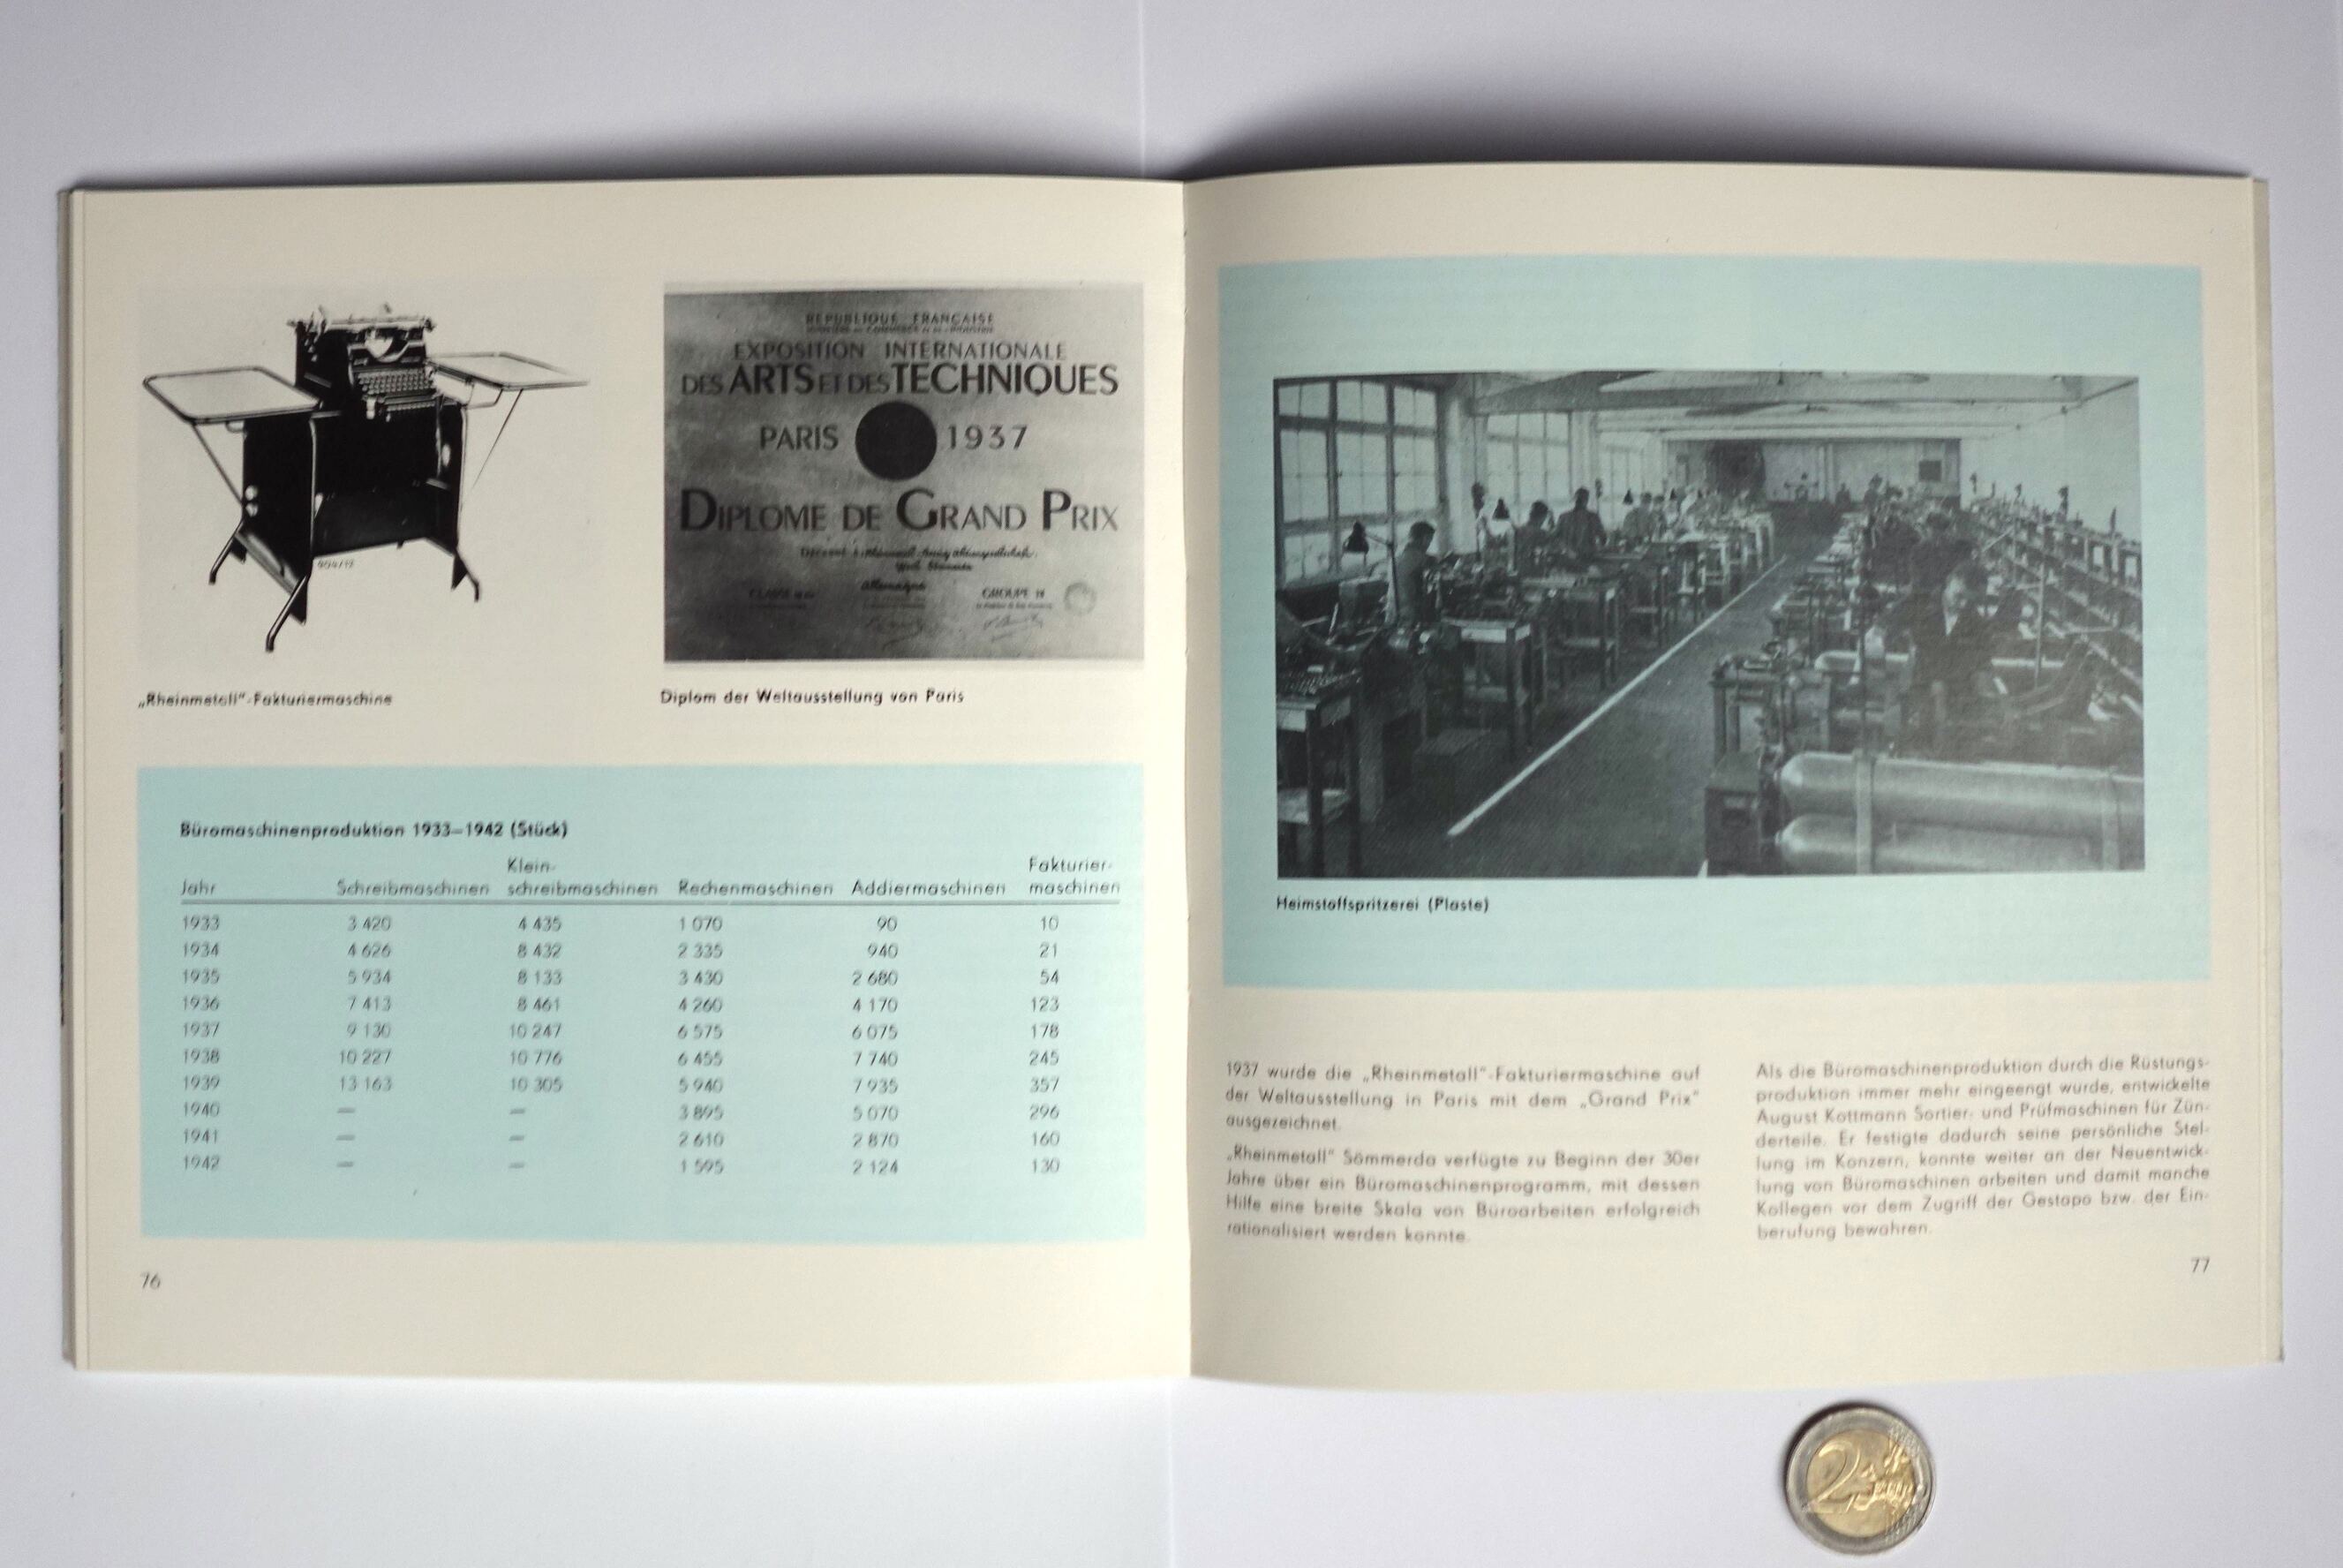 REPUBLIQUE FRANÇAISE
EXPOSITION INTERNATIONALE
DES ARTS ET DES TECHNIQUES
PARIS 1937
DIPLOME DE GRAND PRIX
Allemagne
GROUPE
„Rheinmetall“-Fakturiermaschine
Diplom der Weltausstellung von Paris
Büromaschinenproduktion 1933–1942 (Stück)
Jahr Schreibmaschinen Klein- schreibmaschinen Rechenmaschinen Addiermaschinen Fakturier- maschinen
1933 3 420 4 435 1 070 90 10
1934 4 626 8 432 2 335 940 21
1935 5 934 8 133 3 430 2 680 54
1936 7 413 8 461 4 260 4 170 123
1937 9 130 10 247 6 575 6 075 178
1938 10 227 10 776 6 455 7 740 245
1939 13 163 10 305 5 940 7 935 357
1940 — — 3 895 5 070 296
1941 — — 2 610 2 870 160
1942 — — 1 595 2 124 130
76
Heimstoffspritzerei (Plaste)
1937 wurde die „Rheinmetall“-Fakturiermaschine auf
der Weltausstellung in Paris mit dem „Grand Prix“
ausgezeichnet.
„Rheinmetall“ Sömmerda verfügte zu Beginn der 30er
Jahre über ein Büromaschinenprogramm, mit dessen
Hilfe eine breite Skala von Büroarbeiten erfolgreich
rationalisiert werden konnte.
Als die Büromaschinenproduktion durch die Rüstungs-
produktion immer mehr eingeengt wurde, entwickelte
August Kottmann Sortier- und Prüfmaschinen für Zün-
derteile. Er festigte dadurch seine persönliche Stel-
lung im Konzern, konnte weiter an der Neuentwick-
lung von Büromaschinen arbeiten und damit manche
Kollegen vor dem Zugriff der Gestapo bzw. der Ein-
berufung bewahren.
77
2